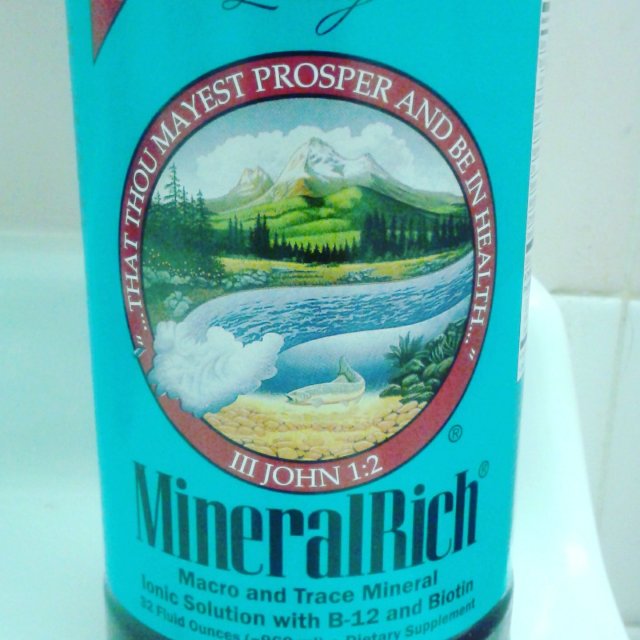 "...THAT THOU MAYEST PROSPER AND BE IN HEALTH..."
III JOHN 1:2
®
MineralRich®
Macro and Trace Mineral
Ionic Solution with B-12 and Biotin
32 Fluid Ounces Dietary Supplement